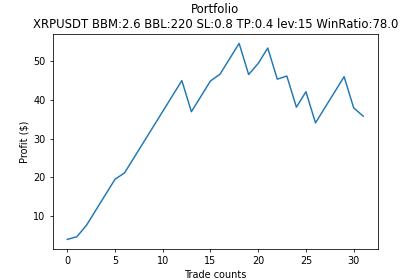 Portfolio
XRPUSDT BBM:2.6 BBL:220 SL:0.8 TP:0.4 lev:15 WinRatio:78.0
50
40
30
20
10
Profit ($)
0 5 10 15 20 25 30
Trade counts